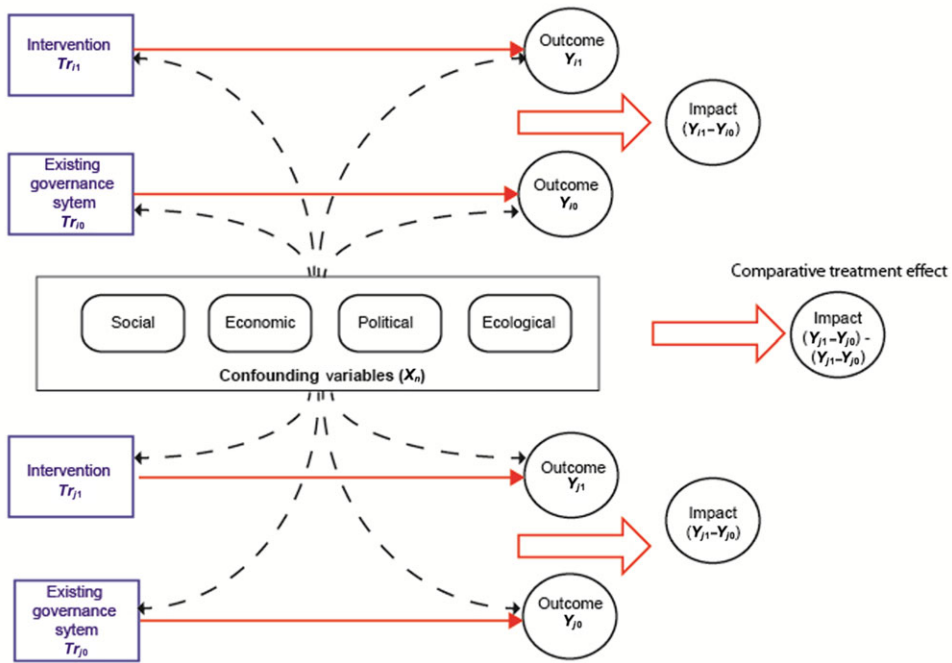 Intervention
Tri1
Outcome
Yi1
Impact
(Yi1–Yi0)
Existing
governance
sytem
Tri0
Outcome
Yi0
Comparative treatment effect
Impact
(Yj1–Yj0) -
(Yj1–Yj0)
Social
Economic
Political
Ecological
Confounding variables (Xn)
Intervention
Trj1
Outcome
Yj1
Impact
(Yj1–Yj0)
Existing
governance
sytem
Trj0
Outcome
Yj0